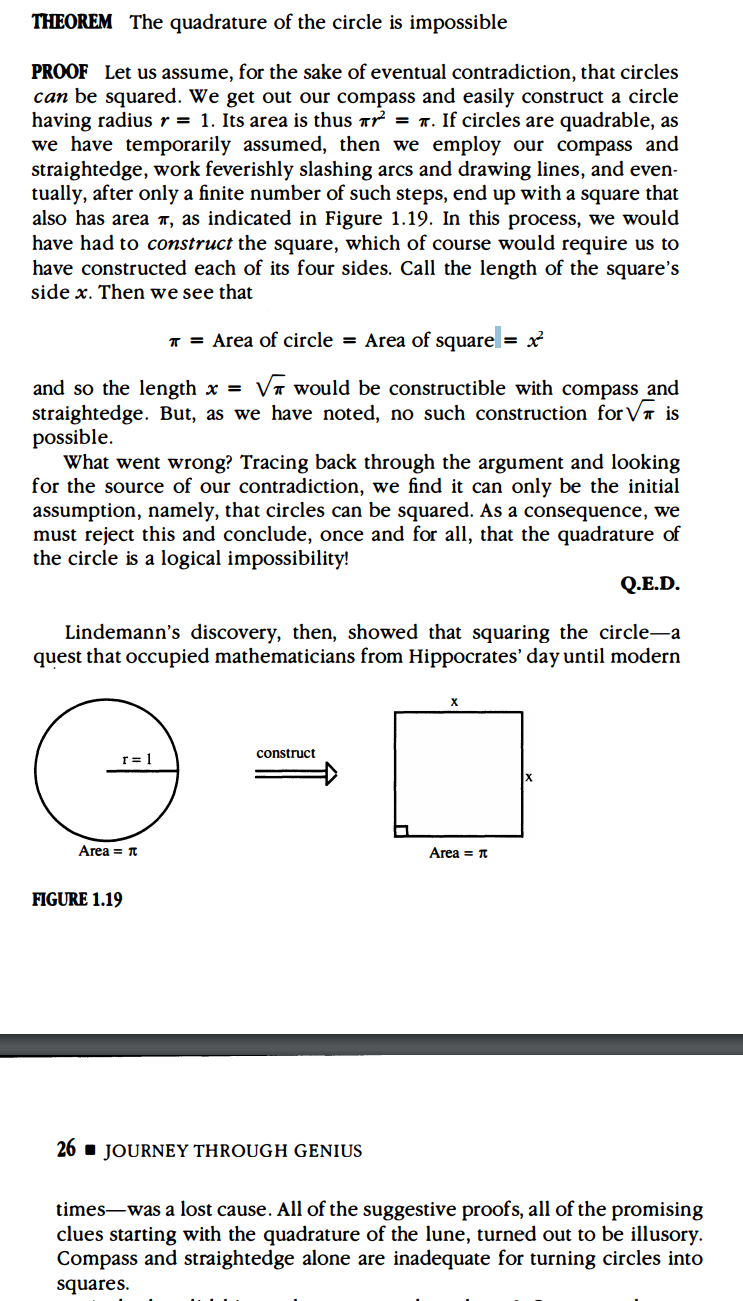 THEOREM The quadrature of the circle is impossible
PROOF Let us assume, for the sake of eventual contradiction, that circles
can be squared. We get out our compass and easily construct a circle
having radius r = 1. Its area is thus πr² = π. If circles are quadrable, as
we have temporarily assumed, then we employ our compass and
straightedge, work feverishly slashing arcs and drawing lines, and even-
tually, after only a finite number of such steps, end up with a square that
also has area π, as indicated in Figure 1.19. In this process, we would
have had to construct the square, which of course would require us to
have constructed each of its four sides. Call the length of the square's
side x. Then we see that
π = Area of circle = Area of square = x²
and so the length x = √π would be constructible with compass and
straightedge. But, as we have noted, no such construction for √π is
possible.
What went wrong? Tracing back through the argument and looking
for the source of our contradiction, we find it can only be the initial
assumption, namely, that circles can be squared. As a consequence, we
must reject this and conclude, once and for all, that the quadrature of
the circle is a logical impossibility!
Q.E.D.
Lindemann's discovery, then, showed that squaring the circle—a
quest that occupied mathematicians from Hippocrates' day until modern
x
r = 1
construct
x
Area = π
Area = π
FIGURE 1.19
26 ■ JOURNEY THROUGH GENIUS
times—was a lost cause. All of the suggestive proofs, all of the promising
clues starting with the quadrature of the lune, turned out to be illusory.
Compass and straightedge alone are inadequate for turning circles into
squares.